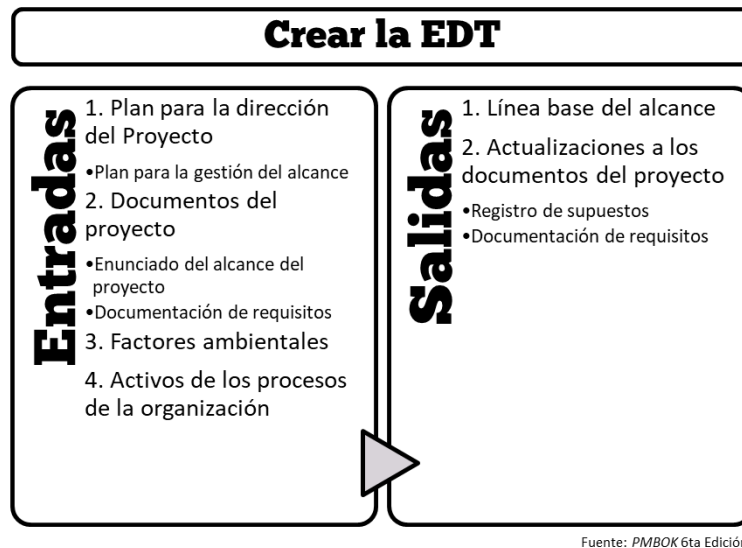 Crear la EDT
Entradas
1. Plan para la dirección
del Proyecto
•Plan para la gestión del alcance
2. Documentos del
proyecto
•Enunciado del alcance del
proyecto
•Documentación de requisitos
3. Factores ambientales
4. Activos de los procesos
de la organización
Salidas
1. Línea base del alcance
2. Actualizaciones a los
documentos del proyecto
•Registro de supuestos
•Documentación de requisitos
Fuente: PMBOK 6ta Edición